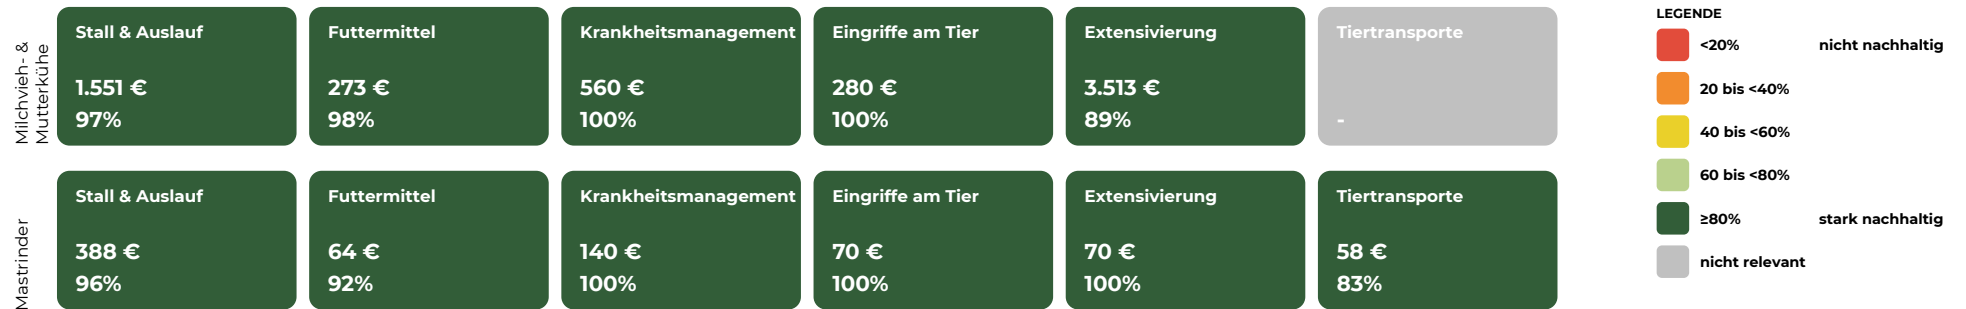 Milchvieh- &
Mutterkühe
Stall & Auslauf
1.551 €
97%
Futtermittel
273 €
98%
Krankheitsmanagement
560 €
100%
Eingriffe am Tier
280 €
100%
Extensivierung
3.513 €
89%
Tiertransporte
-
Mastrinder
Stall & Auslauf
388 €
96%
Futtermittel
64 €
92%
Krankheitsmanagement
140 €
100%
Eingriffe am Tier
70 €
100%
Extensivierung
70 €
100%
Tiertransporte
58 €
83%
LEGENDE
<20% nicht nachhaltig
20 bis <40%
40 bis <60%
60 bis <80%
≥80% stark nachhaltig
nicht relevant